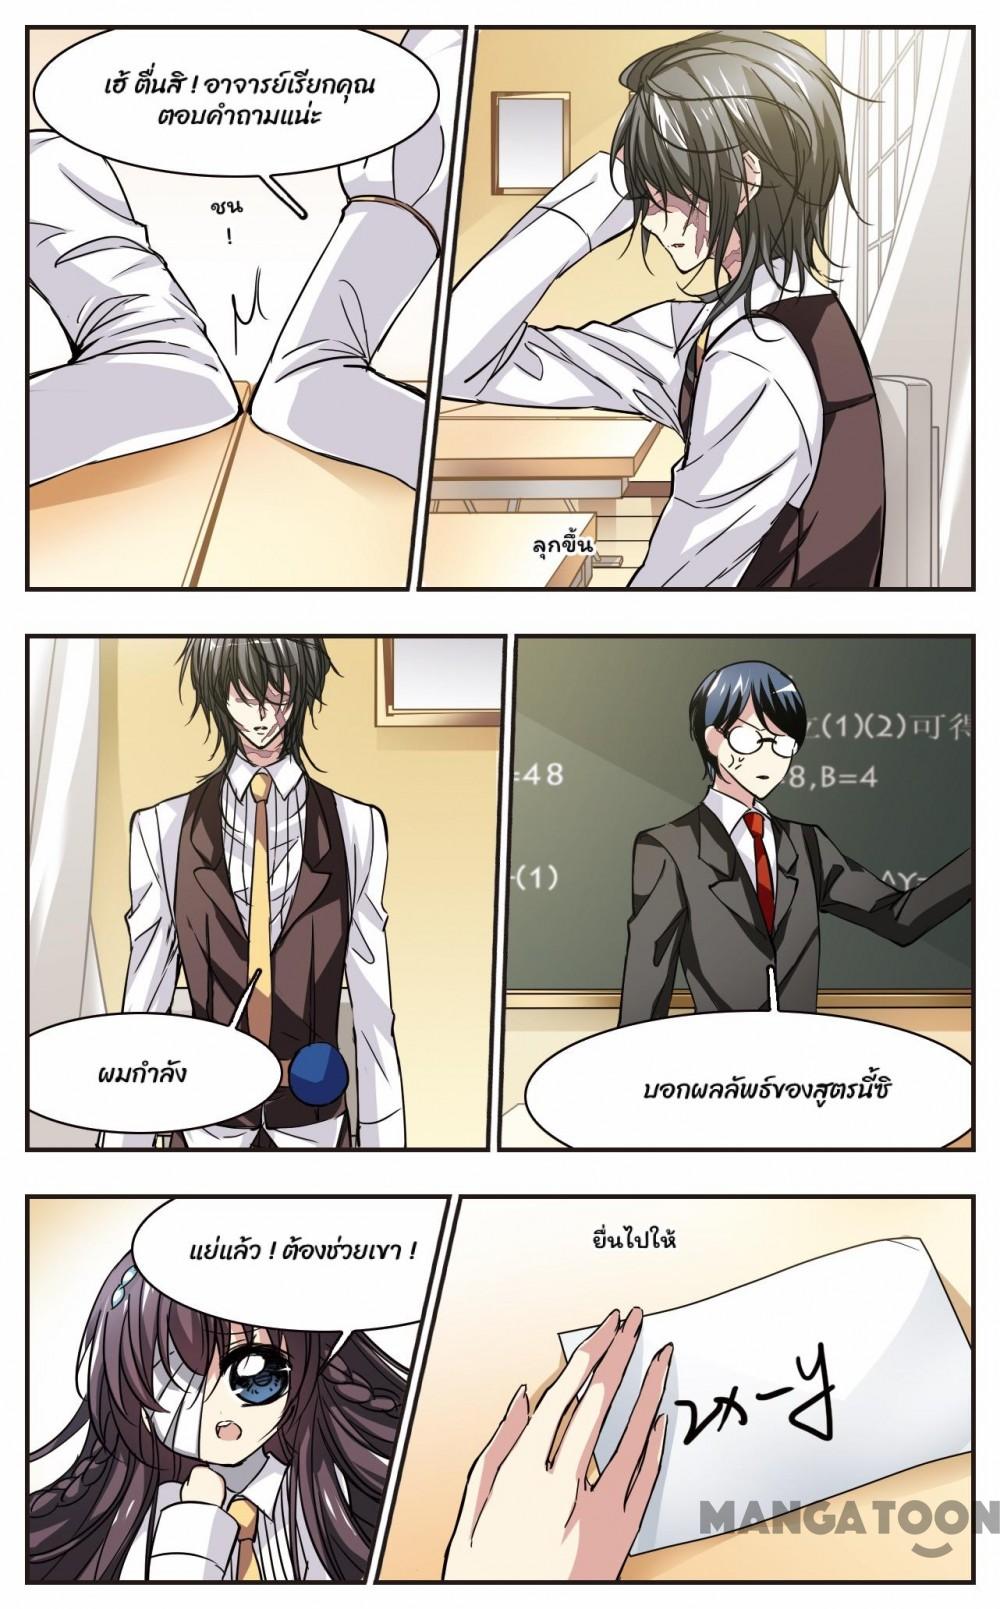 เฮ้ ตื่นสิ ! อาจารย์เรียกคุณ
ตอบคำถามแน่ะ
ชน
!
ลุกขึ้น
ผมกำลัง
(1)(2)可得
=48
=8,B=4
(1)
ΔY=
บอกผลลัพธ์ของสูตรนี้ซิ
แย่แล้ว ! ต้องช่วยเขา !
ยื่นไปให้
2x-y
MANGATOON